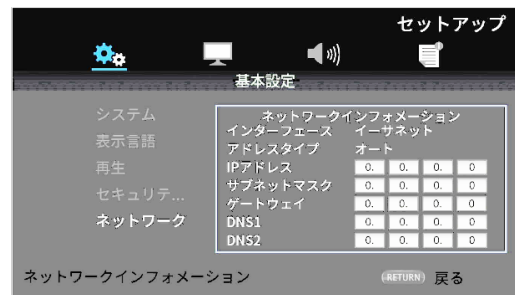 セットアップ
基本設定
システム
表示言語
再生
セキュリテ...
ネットワーク
ネットワークインフォメーション
インターフェース イーサネット
アドレスタイプ オート
IPアドレス 0. 0. 0. 0
サブネットマスク 0. 0. 0. 0
ゲートウェイ 0. 0. 0. 0
DNS1 0. 0. 0. 0
DNS2 0. 0. 0. 0
ネットワークインフォメーション
RETURN 戻る